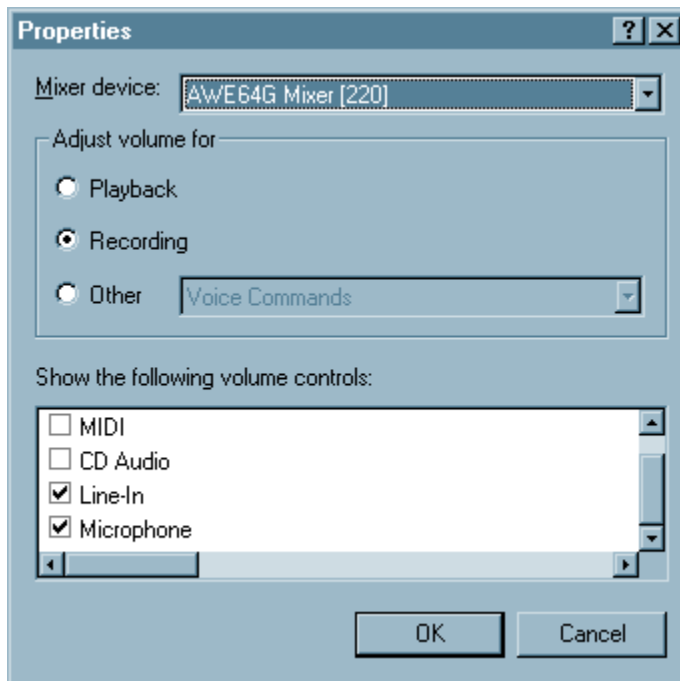 Properties
Mixer device: AWE64G Mixer [220]
Adjust volume for
Playback
Recording
Other Voice Commands
Show the following volume controls:
MIDI
CD Audio
Line-In
Microphone
OK Cancel